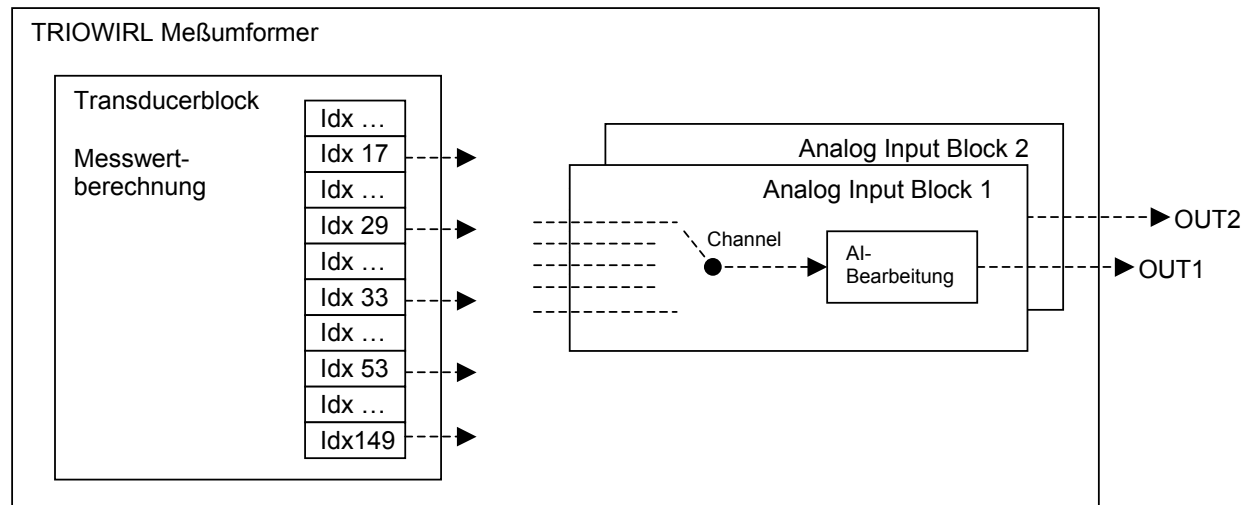 TRIOWIRL Meßumformer
Transducerblock
Messwert-
berechnung
Idx …
Idx 17
Idx …
Idx 29
Idx …
Idx 33
Idx …
Idx 53
Idx …
Idx149
Analog Input Block 2
Analog Input Block 1
Channel
AI-
Bearbeitung
OUT2
OUT1